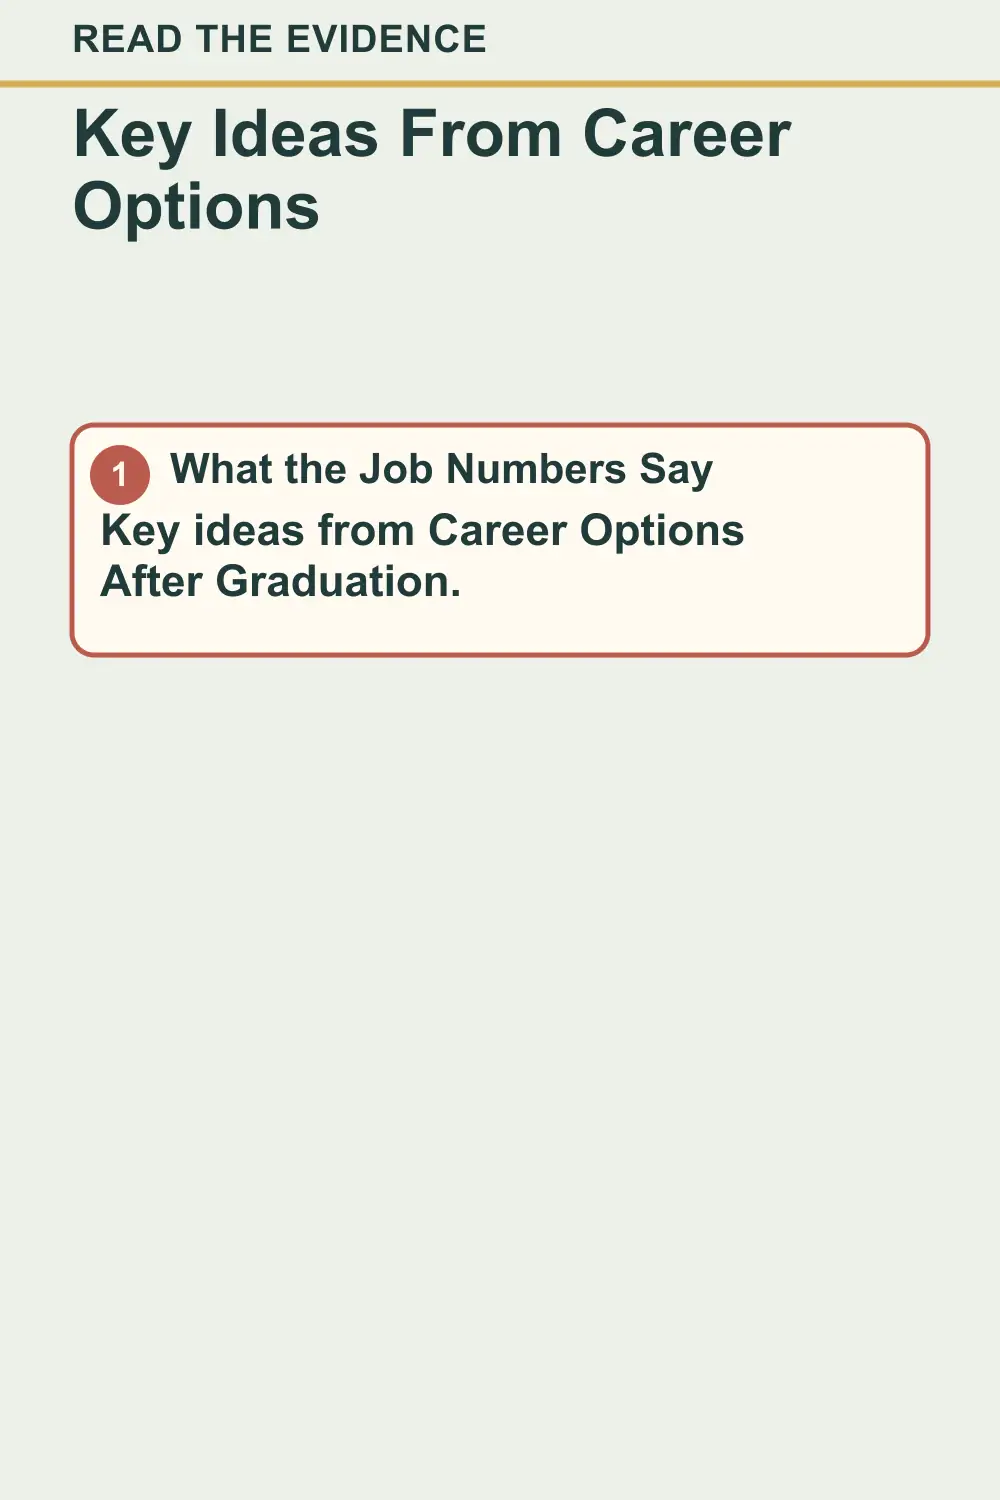 READ THE EVIDENCE
Key Ideas From Career
Options
1 What the Job Numbers Say
Key ideas from Career Options
After Graduation.